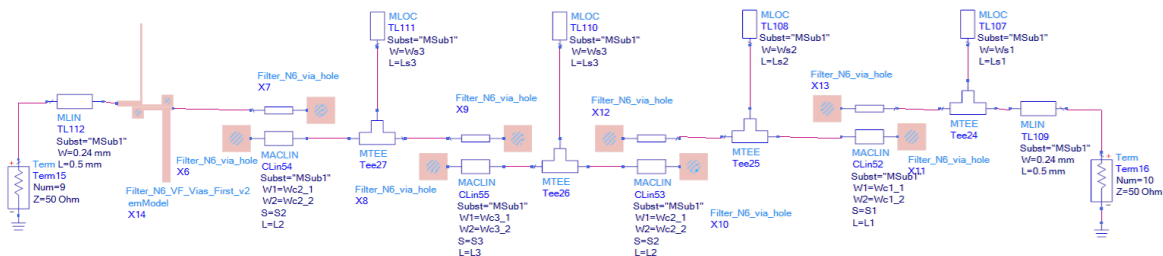 MLOC
TL111
Subst="MSub1"
W=Ws3
L=Ls3
MLOC
TL110
Subst="MSub1"
W=Ws3
L=Ls3
MLOC
TL108
Subst="MSub1"
W=Ws2
L=Ls2
MLOC
TL107
Subst="MSub1"
W=Ws1
L=Ls1
Filter_N6_via_hole
X7
Filter_N6_via_hole
X9
Filter_N6_via_hole
X12
Filter_N6_via_hole
X13
MLIN
TL112
Subst="MSub1"
W=0.24 mm
L=0.5 mm
Term
Term15
Num=9
Z=50 Ohm
Filter_N6_via_hole
X6
Filter_N6_VF_Vias_First_v2
emModel
X14
MACLIN
CLin54
Subst="MSub1"
W1=Wc2_1
W2=Wc2_2
S=S2
L=L2
MTEE
Tee27
Filter_N6_via_hole
X8
MACLIN
CLin55
Subst="MSub1"
W1=Wc3_1
W2=Wc3_2
S=S3
L=L3
MTEE
Tee26
MACLIN
CLin53
Subst="MSub1"
W1=Wc2_1
W2=Wc2_2
S=S2
L=L2
Filter_N6_via_hole
X10
MTEE
Tee25
MACLIN
CLin52
Subst="MSub1"
W1=Wc1_1
W2=Wc1_2
S=S1
L=L1
Filter_N6_via_hole
X11
MTEE
Tee24
MLIN
TL109
Subst="MSub1"
W=0.24 mm
L=0.5 mm
Term
Term16
Num=10
Z=50 Ohm